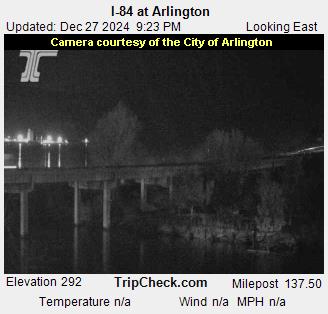 I-84 at Arlington
Updated: Dec 27 2024 9:23 PM Looking East
Camera courtesy of the City of Arlington
Elevation 292 TripCheck.com Milepost 137.50
Temperature n/a Wind n/a MPH n/a